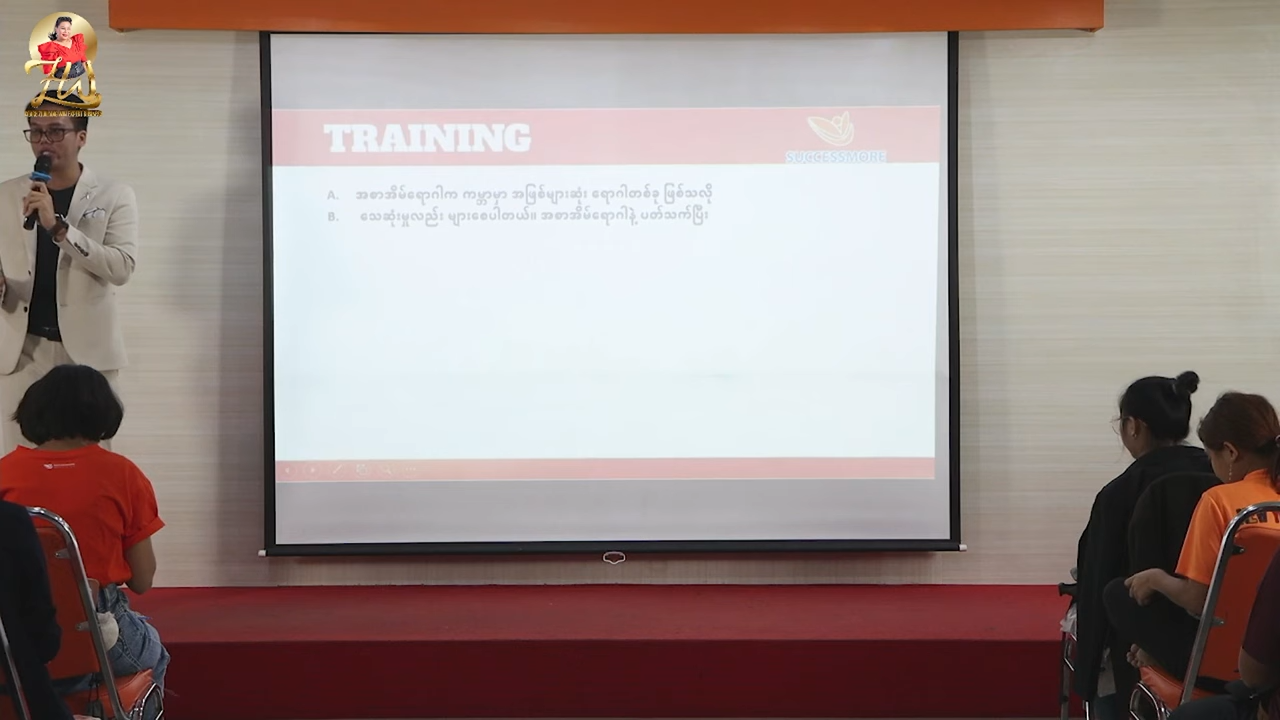 TRAINING
SUCCESSMORE
A. အစာအိမ်ရောဂါက ကမ္ဘာမှာ အဖြစ်များဆုံး ရောဂါတစ်ခု ဖြစ်သလို
B. သေဆုံးမှုလည်း များစေပါတယ်။ အစာအိမ်ရောဂါနဲ့ ပတ်သက်ပြီး